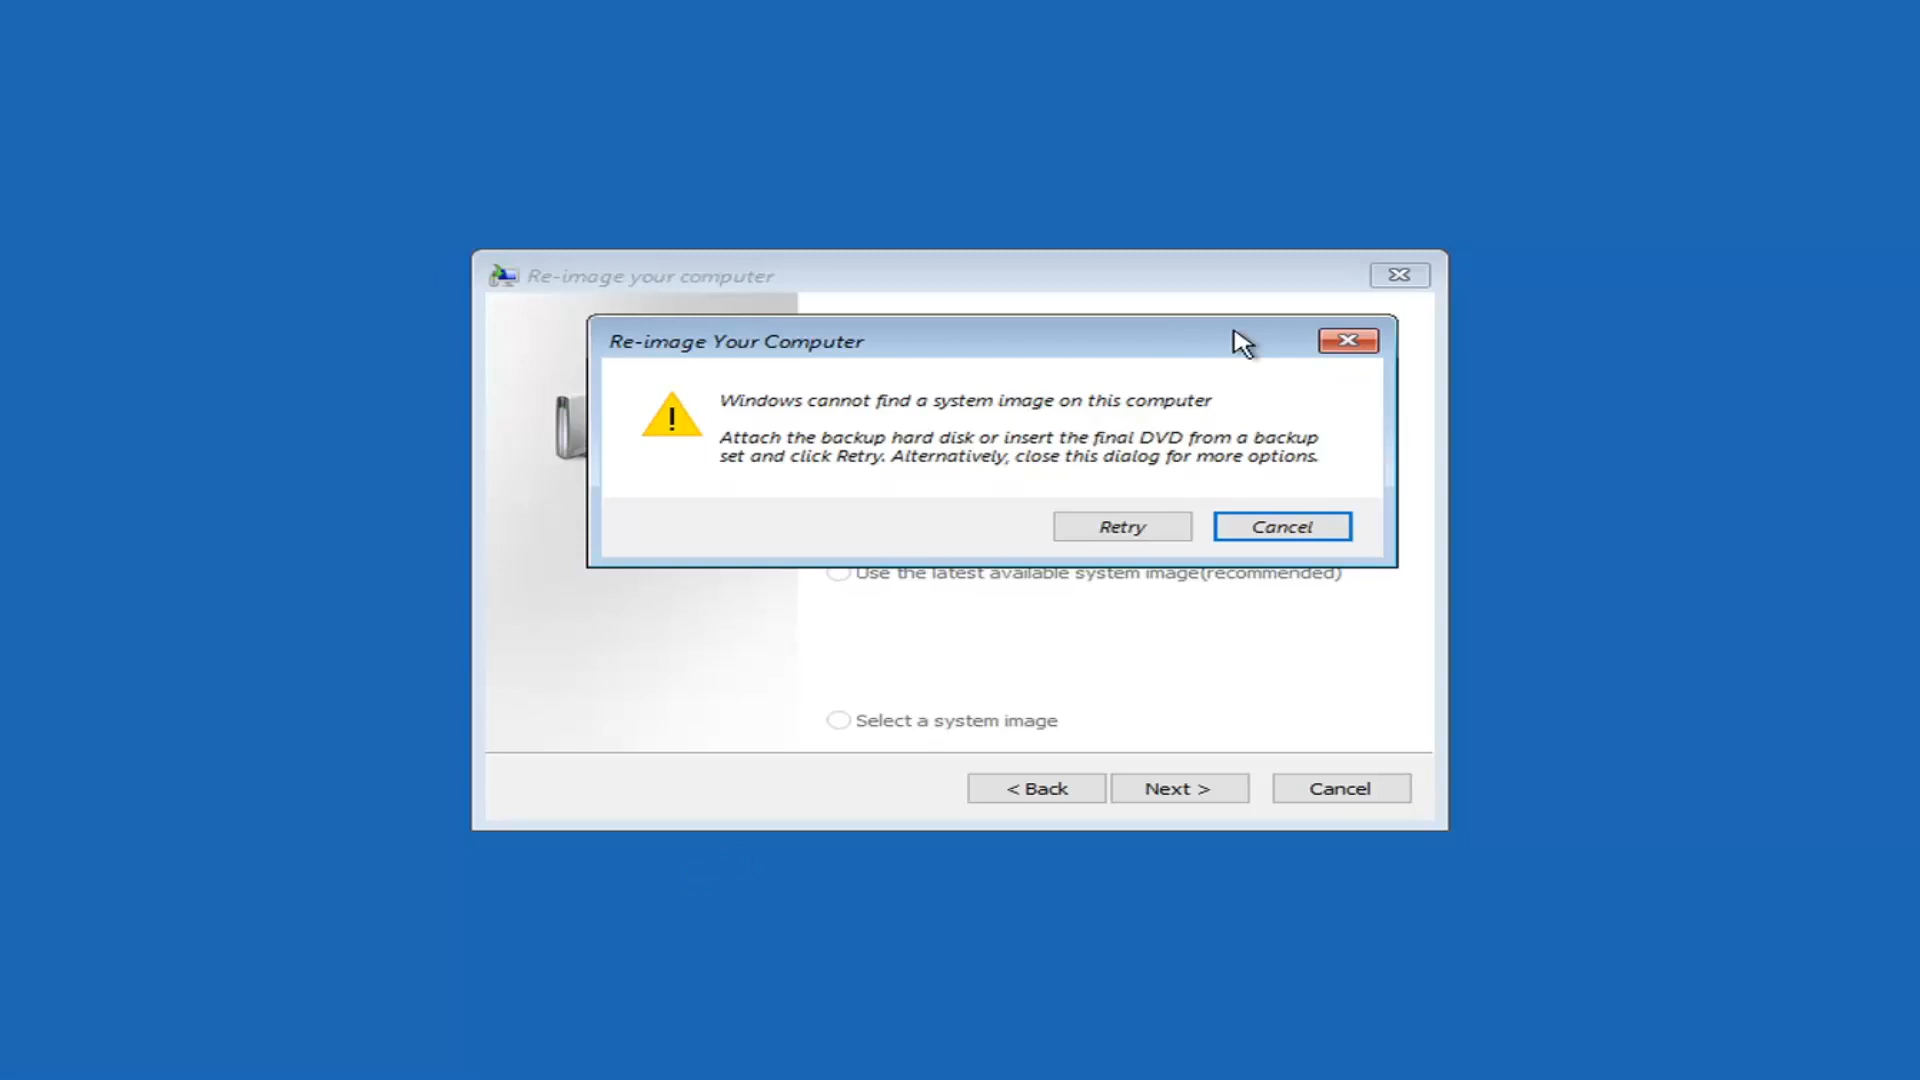 Re-image your computer
Re-image Your Computer
!
Windows cannot find a system image on this computer
Attach the backup hard disk or insert the final DVD from a backup
set and click Retry. Alternatively, close this dialog for more options.
Retry
Cancel
Use the latest available system image(recommended)
Select a system image
< Back
Next >
Cancel